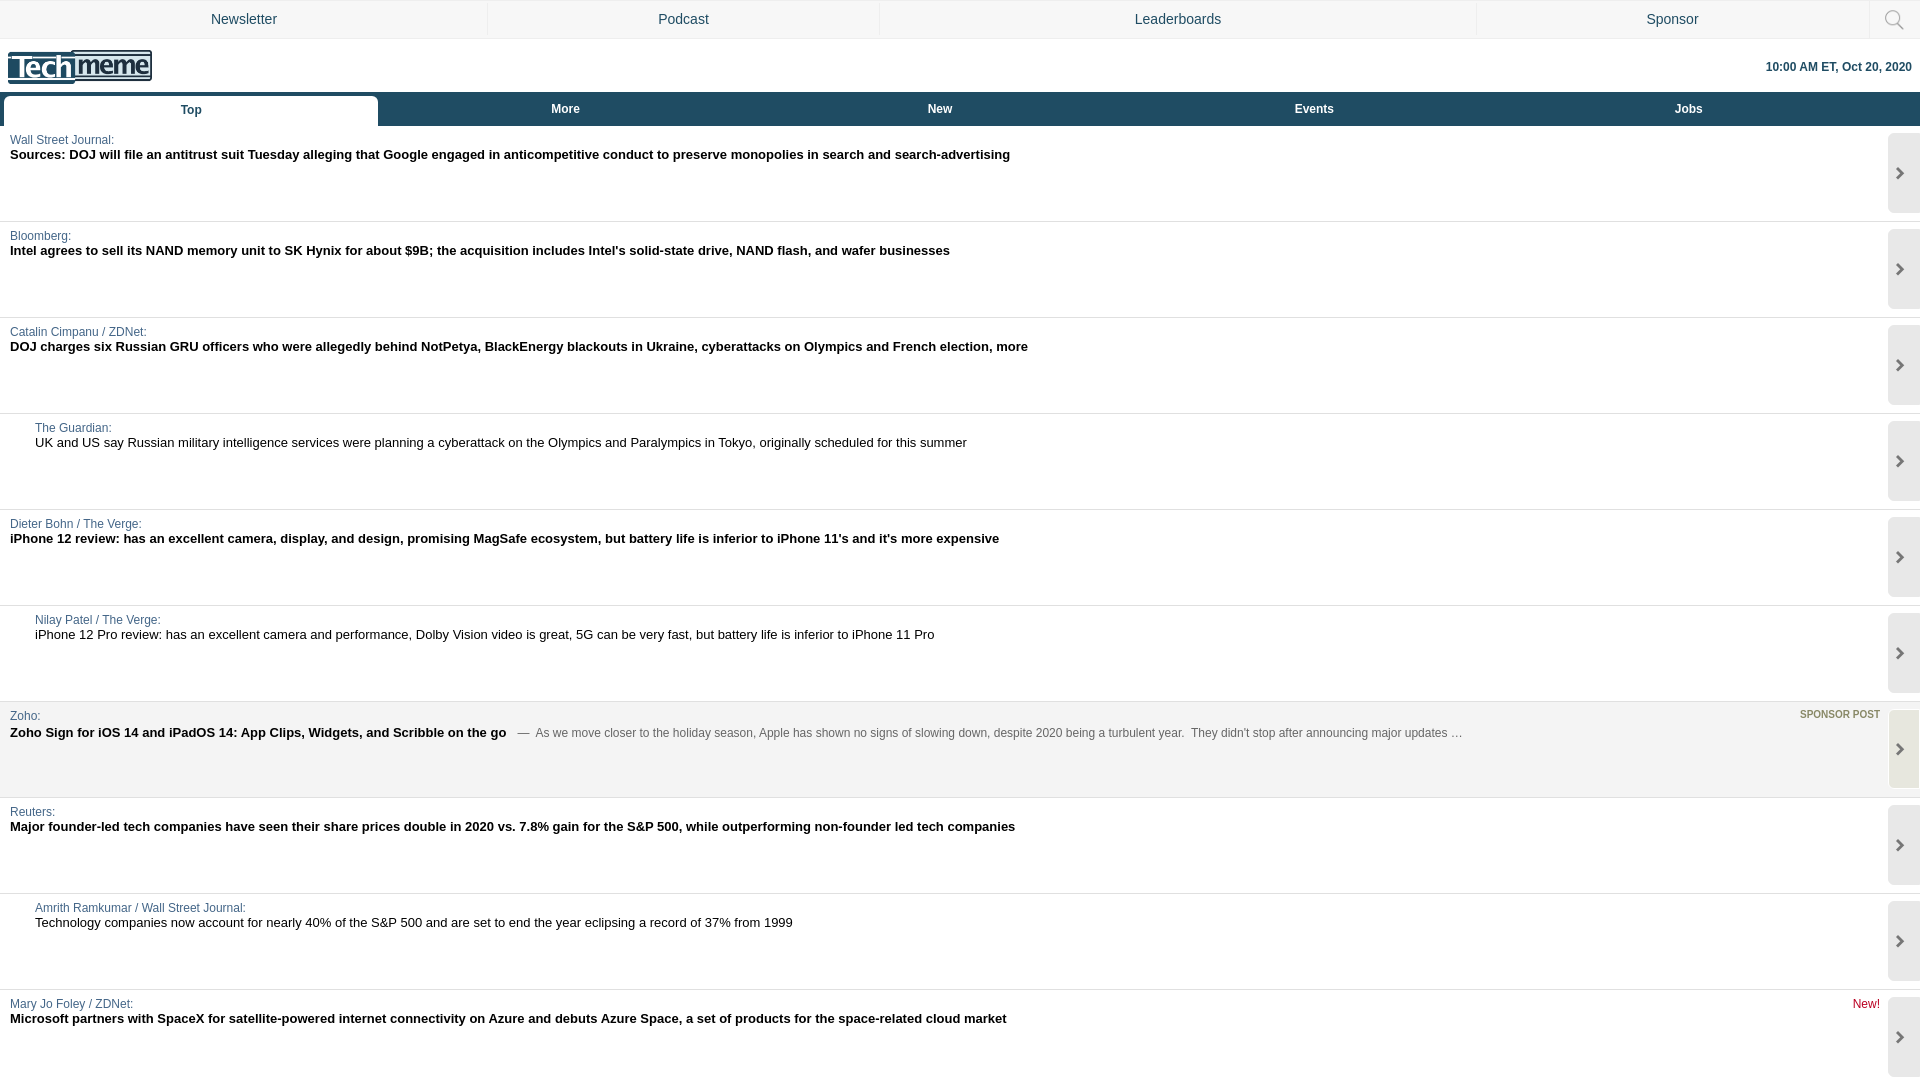 Newsletter
Podcast
Leaderboards
Sponsor
Techmeme
10:00 AM ET, Oct 20, 2020
Top
More
New
Events
Jobs
Wall Street Journal:
Sources: DOJ will file an antitrust suit Tuesday alleging that Google engaged in anticompetitive conduct to preserve monopolies in search and search-advertising
Bloomberg:
Intel agrees to sell its NAND memory unit to SK Hynix for about $9B; the acquisition includes Intel's solid-state drive, NAND flash, and wafer businesses
Catalin Cimpanu / ZDNet:
DOJ charges six Russian GRU officers who were allegedly behind NotPetya, BlackEnergy blackouts in Ukraine, cyberattacks on Olympics and French election, more
The Guardian:
UK and US say Russian military intelligence services were planning a cyberattack on the Olympics and Paralympics in Tokyo, originally scheduled for this summer
Dieter Bohn / The Verge:
iPhone 12 review: has an excellent camera, display, and design, promising MagSafe ecosystem, but battery life is inferior to iPhone 11's and it's more expensive
Nilay Patel / The Verge:
iPhone 12 Pro review: has an excellent camera and performance, Dolby Vision video is great, 5G can be very fast, but battery life is inferior to iPhone 11 Pro
Zoho:
SPONSOR POST
Zoho Sign for iOS 14 and iPadOS 14: App Clips, Widgets, and Scribble on the go — As we move closer to the holiday season, Apple has shown no signs of slowing down, despite 2020 being a turbulent year. They didn't stop after announcing major updates …
Reuters:
Major founder-led tech companies have seen their share prices double in 2020 vs. 7.8% gain for the S&P 500, while outperforming non-founder led tech companies
Amrith Ramkumar / Wall Street Journal:
Technology companies now account for nearly 40% of the S&P 500 and are set to end the year eclipsing a record of 37% from 1999
Mary Jo Foley / ZDNet:
New!
Microsoft partners with SpaceX for satellite-powered internet connectivity on Azure and debuts Azure Space, a set of products for the space-related cloud market